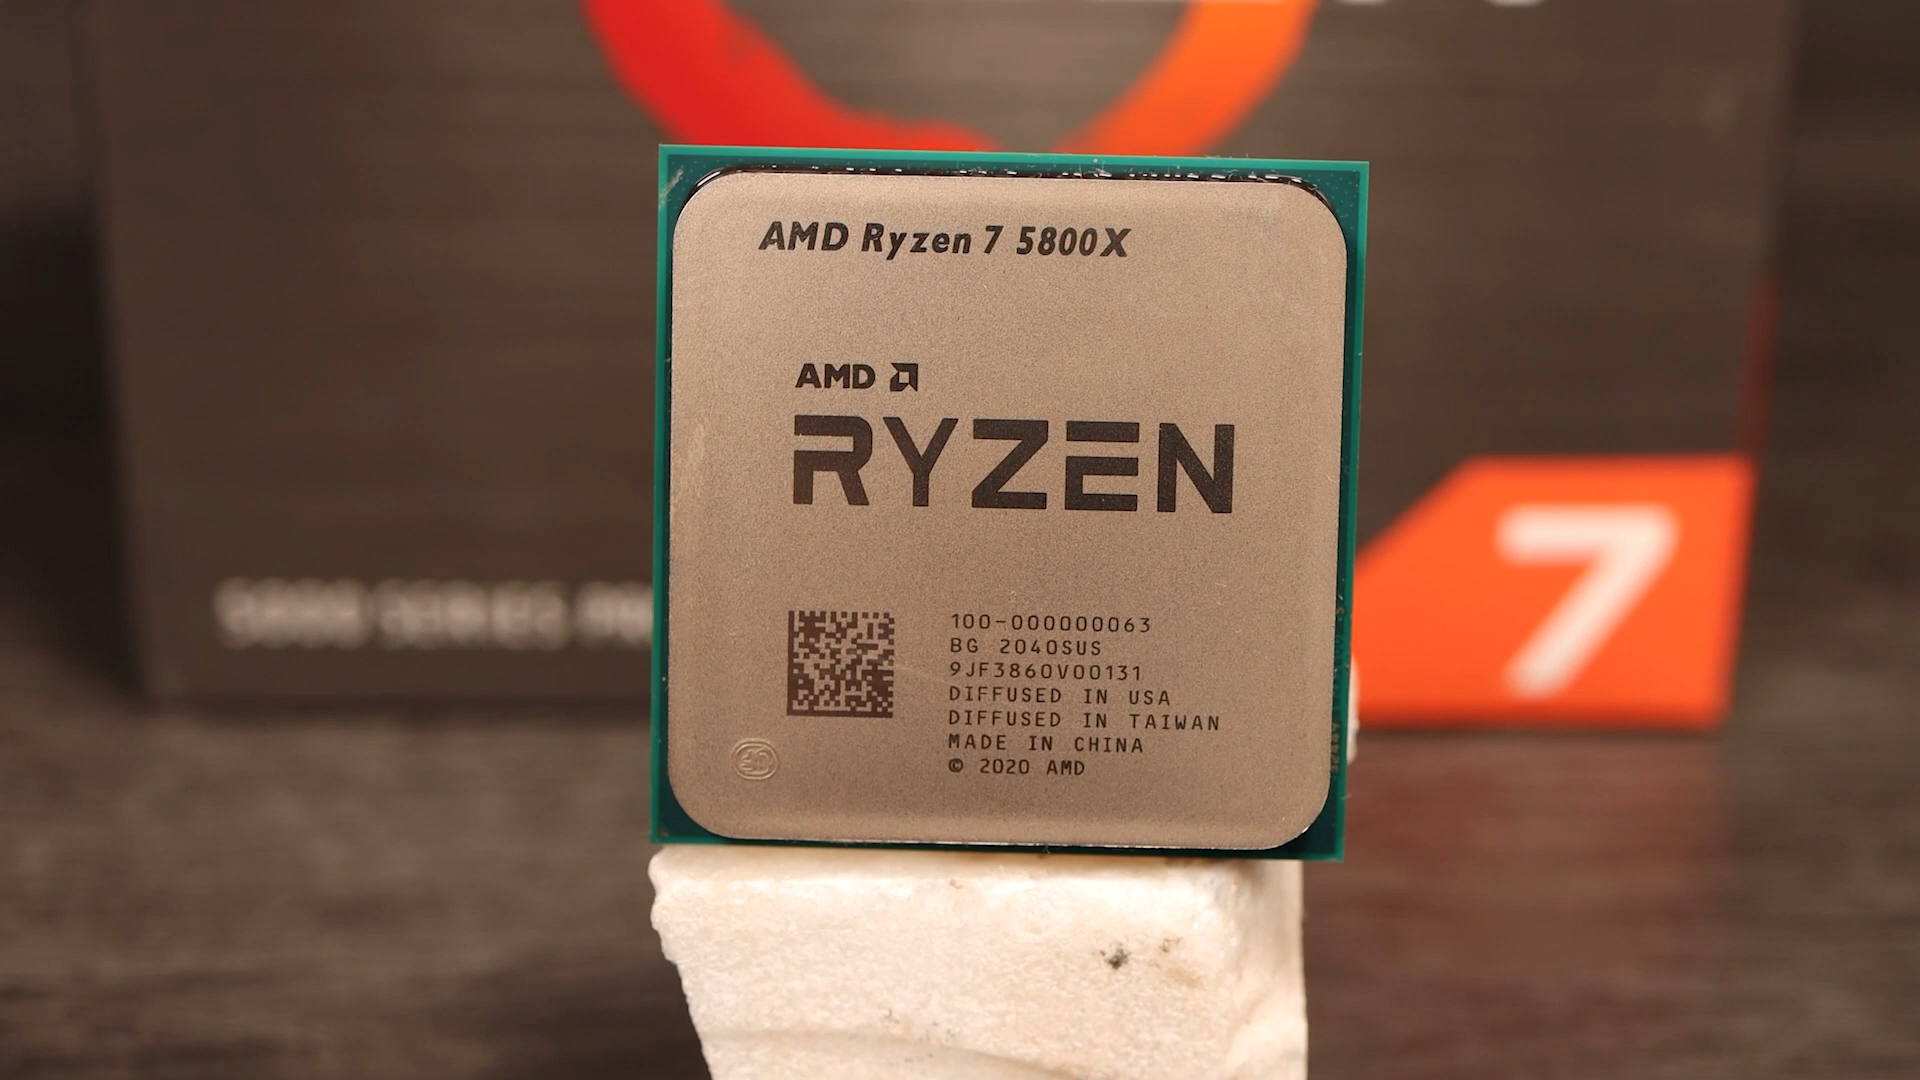 AMD Ryzen 7 5800X
AMD
RYZEN
100-000000063
BG 2040SUS
9JF3860V00131
DIFFUSED IN USA
DIFFUSED IN TAIWAN
MADE IN CHINA
© 2020 AMD
SERIES
7